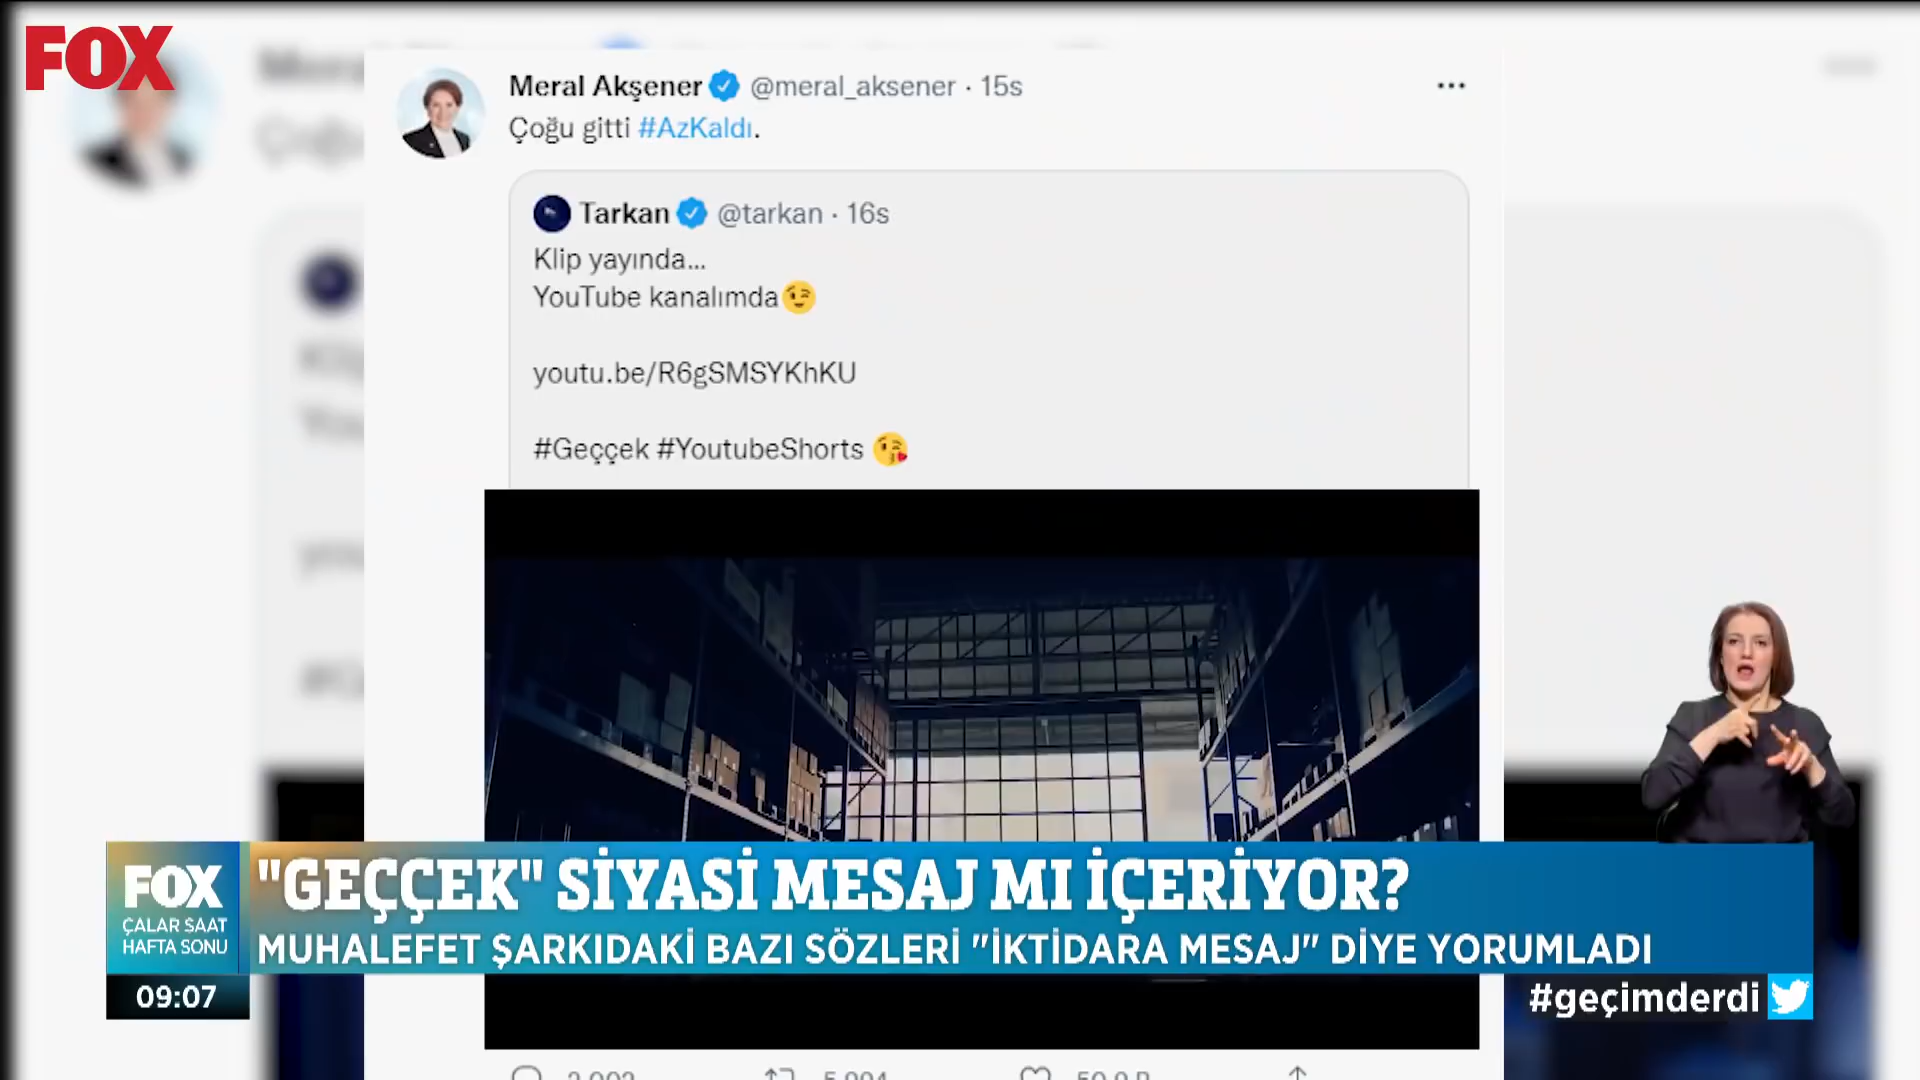 FOX
Meral Akşener @meral_aksener · 15s
Çoğu gitti #AzKaldı.
Tarkan @tarkan · 16s
Klip yayında...
YouTube kanalımda
youtu.be/R6gSMSYKhKU
#Geççek #YoutubeShorts
FOX
ÇALAR SAAT
HAFTA SONU
"GEÇÇEK" SİYASİ MESAJ MI İÇERİYOR?
MUHALEFET ŞARKIDAKİ BAZI SÖZLERİ "İKTİDARA MESAJ" DİYE YORUMLADI
09:07
#geçimderdi